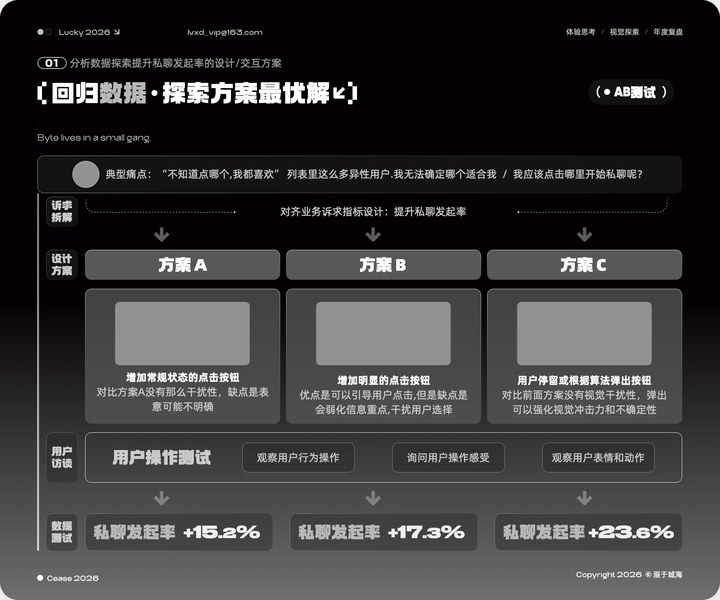 Lucky 2026
lvxd_vip@163.com
体验思考 / 视觉探索 / 年度复盘
01 分析数据探索提升私聊发起率的设计/交互方案
回归数据·探索方案最优解
AB测试
Byte lives in a small gang.
典型痛点：“不知道点哪个,我都喜欢” 列表里这么多异性用户.我无法确定哪个适合我 / 我应该点击哪里开始私聊呢?
诉求
拆解
对齐业务诉求指标设计：提升私聊发起率
设计
方案
方案 A
方案 B
方案 C
增加常规状态的点击按钮
对比方案A没有那么干扰性，缺点是表
意可能不明确
增加明显的点击按钮
优点是可以引导用户点击,但是缺点是
会弱化信息重点,干扰用户选择
用户停留或根据算法弹出按钮
对比前面方案没有视觉干扰性，弹出
可以强化视觉冲击力和不确定性
用户
访谈
用户操作测试
观察用户行为操作
询问用户操作感受
观察用户表情和动作
数据
测试
私聊发起率 +15.2%
私聊发起率 +17.3%
私聊发起率 +23.6%
Cease 2026
Copyright 2026 ©溺于城海